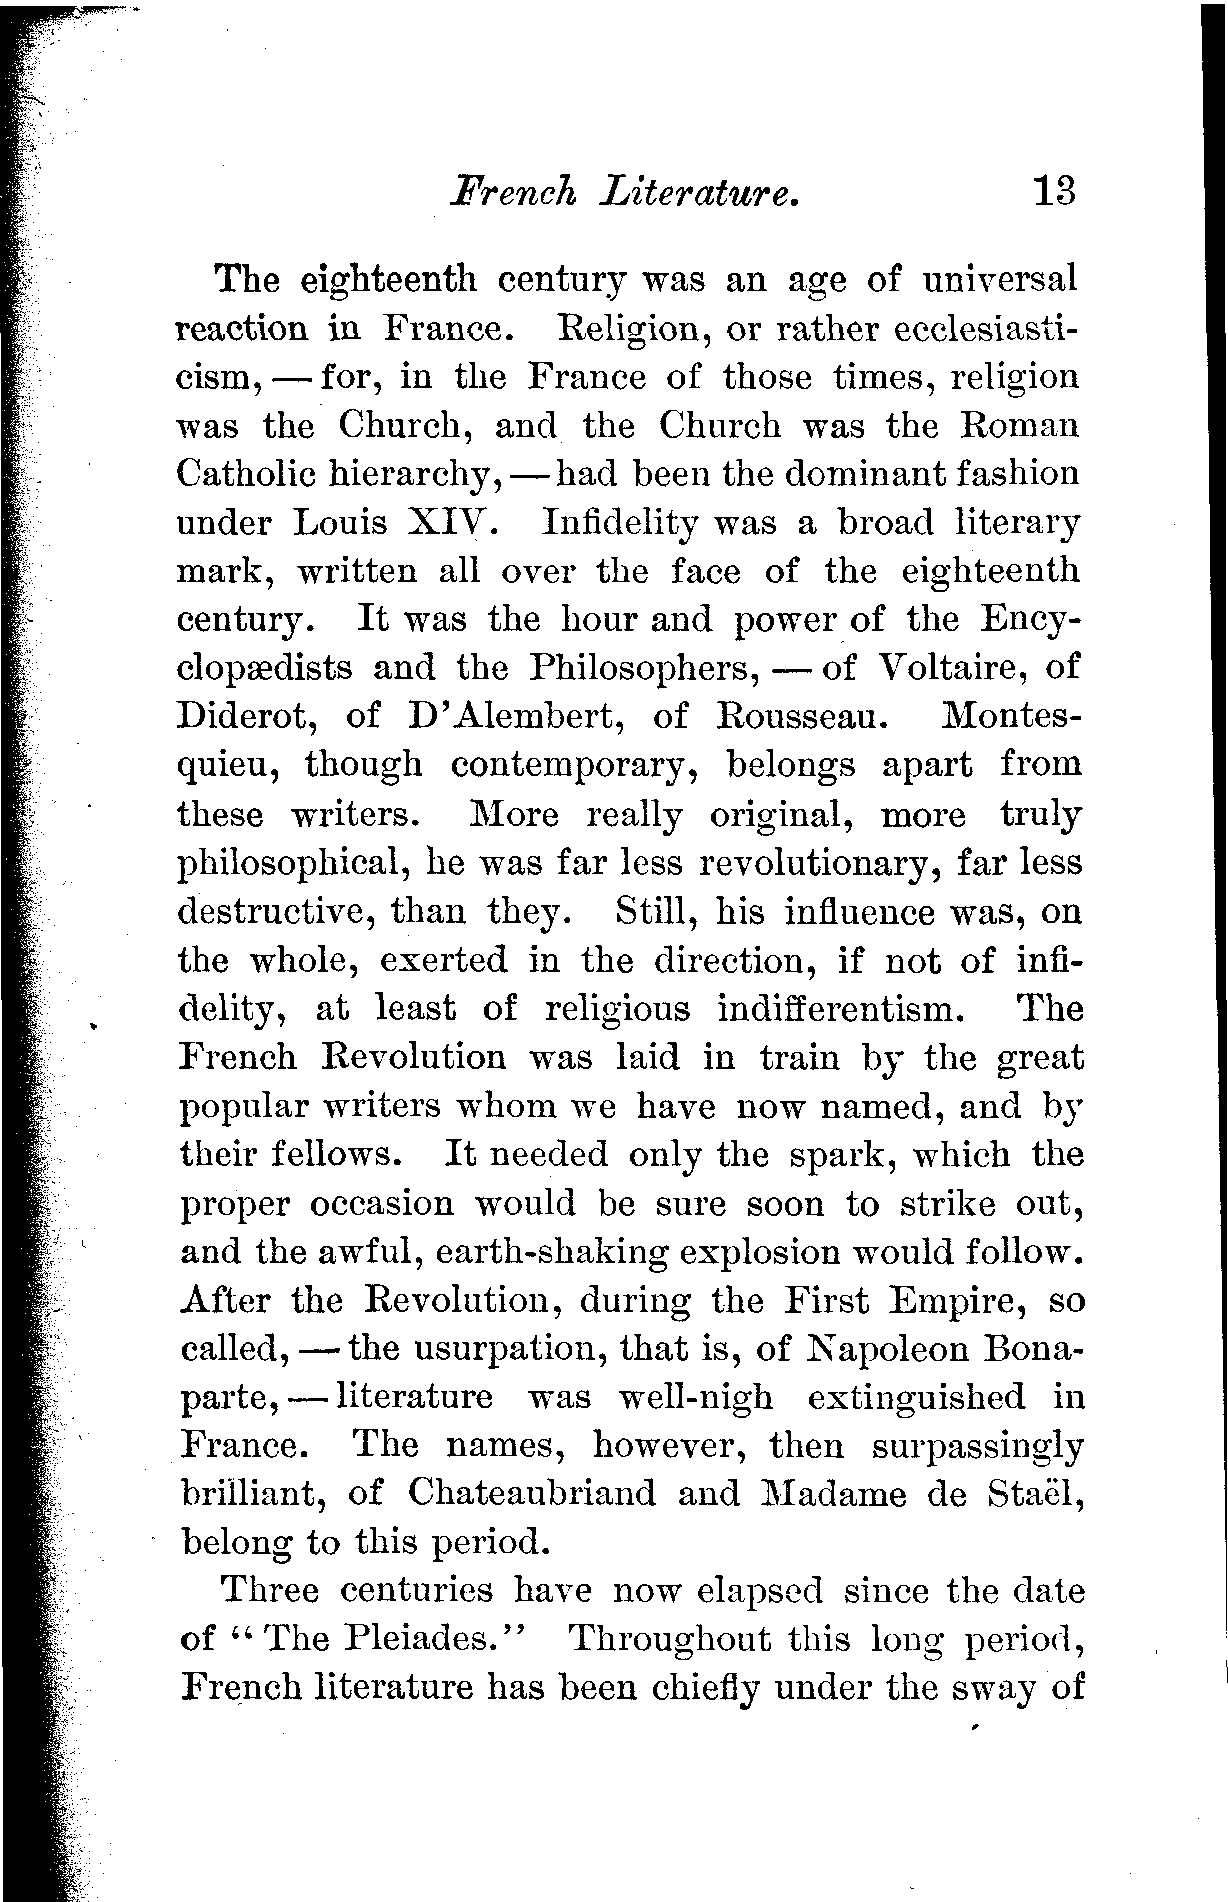 French Literature. 13
The eighteenth century was an age of universal
reaction in France. Religion, or rather ecclesiasti-
cism, — for, in the France of those times, religion
was the Church, and the Church was the Roman
Catholic hierarchy, — had been the dominant fashion
under Louis XIV. Infidelity was a broad literary
mark, written all over the face of the eighteenth
century. It was the hour and power of the Ency-
clopædists and the Philosophers, — of Voltaire, of
Diderot, of D'Alembert, of Rousseau. Montes-
quieu, though contemporary, belongs apart from
these writers. More really original, more truly
philosophical, he was far less revolutionary, far less
destructive, than they. Still, his influence was, on
the whole, exerted in the direction, if not of infi-
delity, at least of religious indifferentism. The
French Revolution was laid in train by the great
popular writers whom we have now named, and by
their fellows. It needed only the spark, which the
proper occasion would be sure soon to strike out,
and the awful, earth-shaking explosion would follow.
After the Revolution, during the First Empire, so
called, — the usurpation, that is, of Napoleon Bona-
parte, — literature was well-nigh extinguished in
France. The names, however, then surpassingly
brilliant, of Chateaubriand and Madame de Staël,
belong to this period.
Three centuries have now elapsed since the date
of "The Pleiades." Throughout this long period,
French literature has been chiefly under the sway of